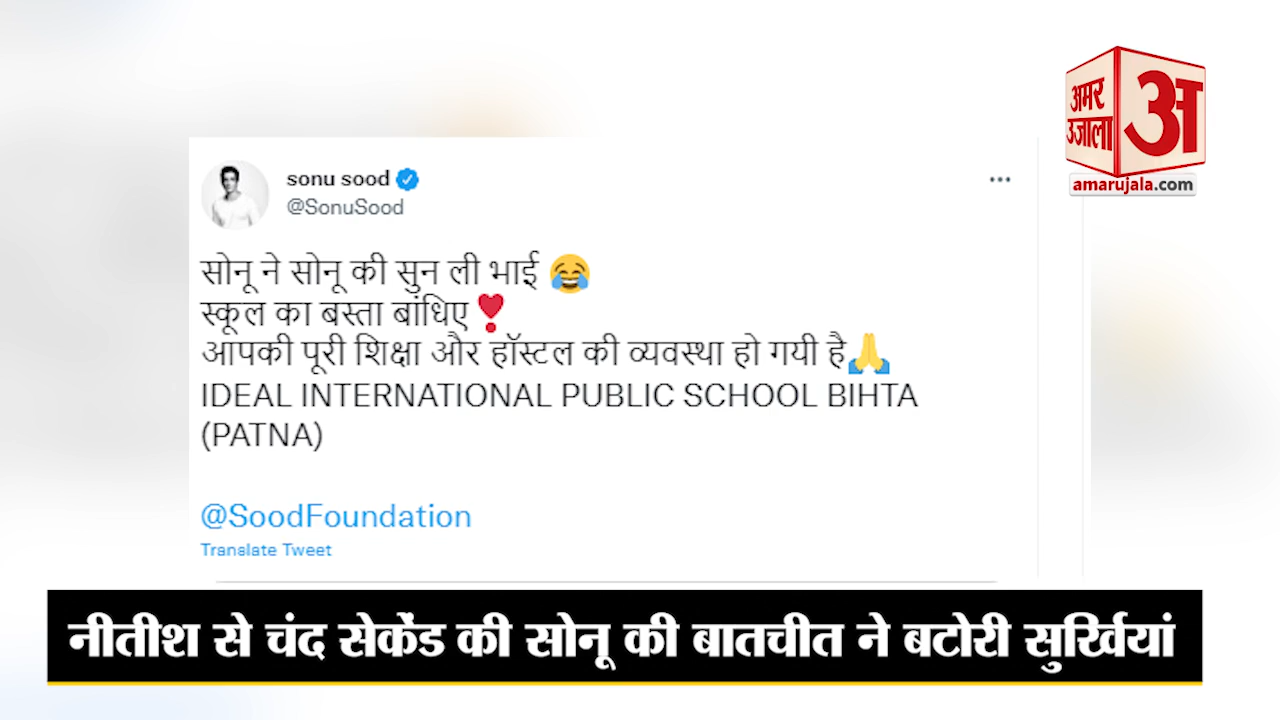 अमर
उजाला
अ
amarujala.com
sonu sood
@SonuSood
सोनू ने सोनू की सुन ली भाई 😂
स्कूल का बस्ता बांधिए❣️
आपकी पूरी शिक्षा और हॉस्टल की व्यवस्था हो गयी है🙏
IDEAL INTERNATIONAL PUBLIC SCHOOL BIHTA
(PATNA)
@SoodFoundation
Translate Tweet
नीतीश से चंद सेकेंड की सोनू की बातचीत ने बटोरी सुर्खियां